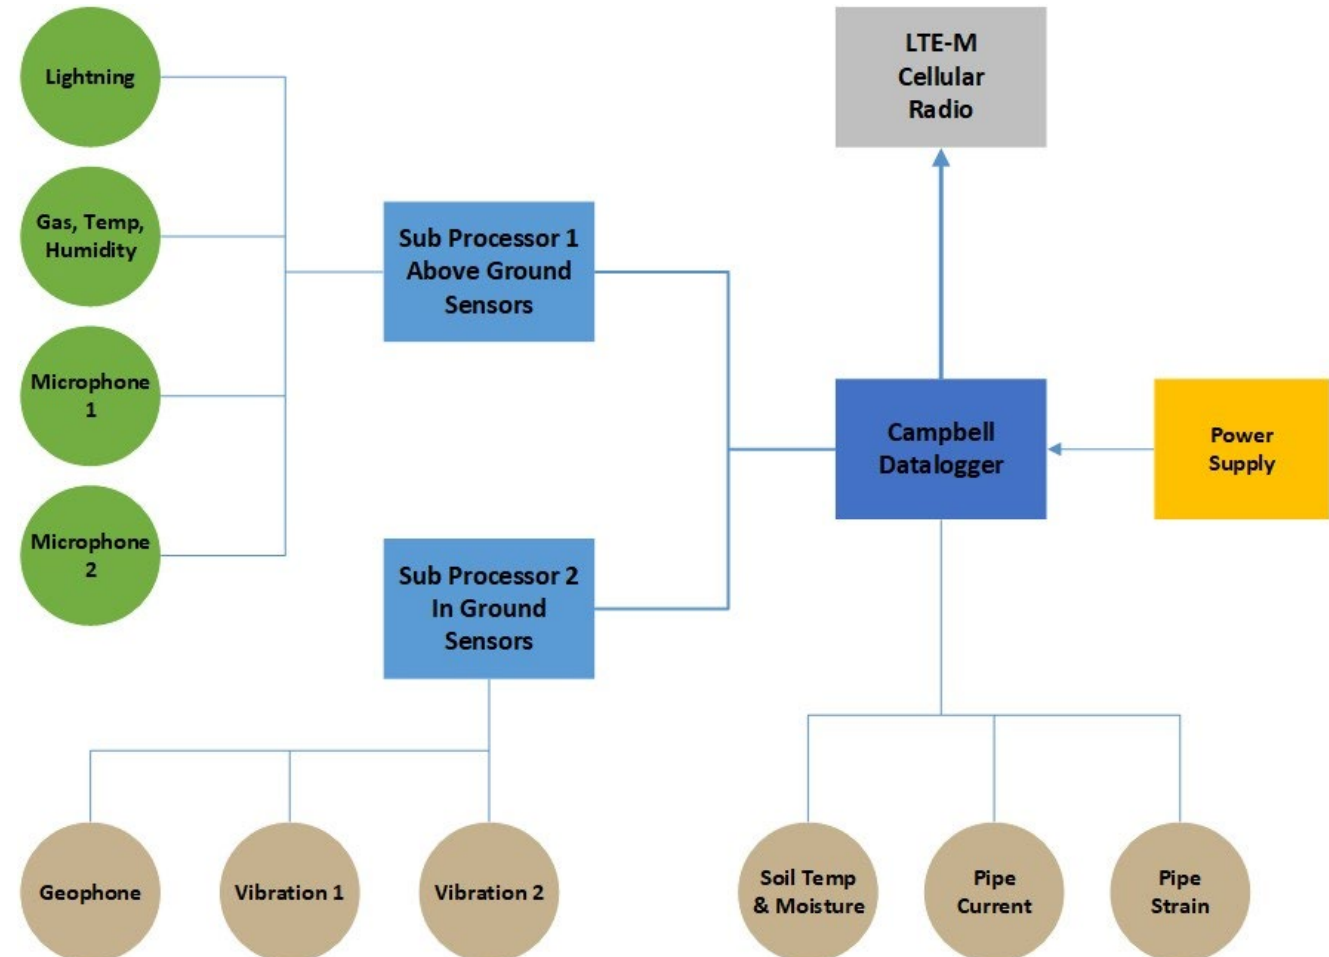 Lightning
Gas, Temp,
Humidity
Microphone
1
Microphone
2
Sub Processor 1
Above Ground
Sensors
Sub Processor 2
In Ground
Sensors
LTE-M
Cellular
Radio
Campbell
Datalogger
Power
Supply
Geophone
Vibration 1
Vibration 2
Soil Temp
& Moisture
Pipe
Current
Pipe
Strain